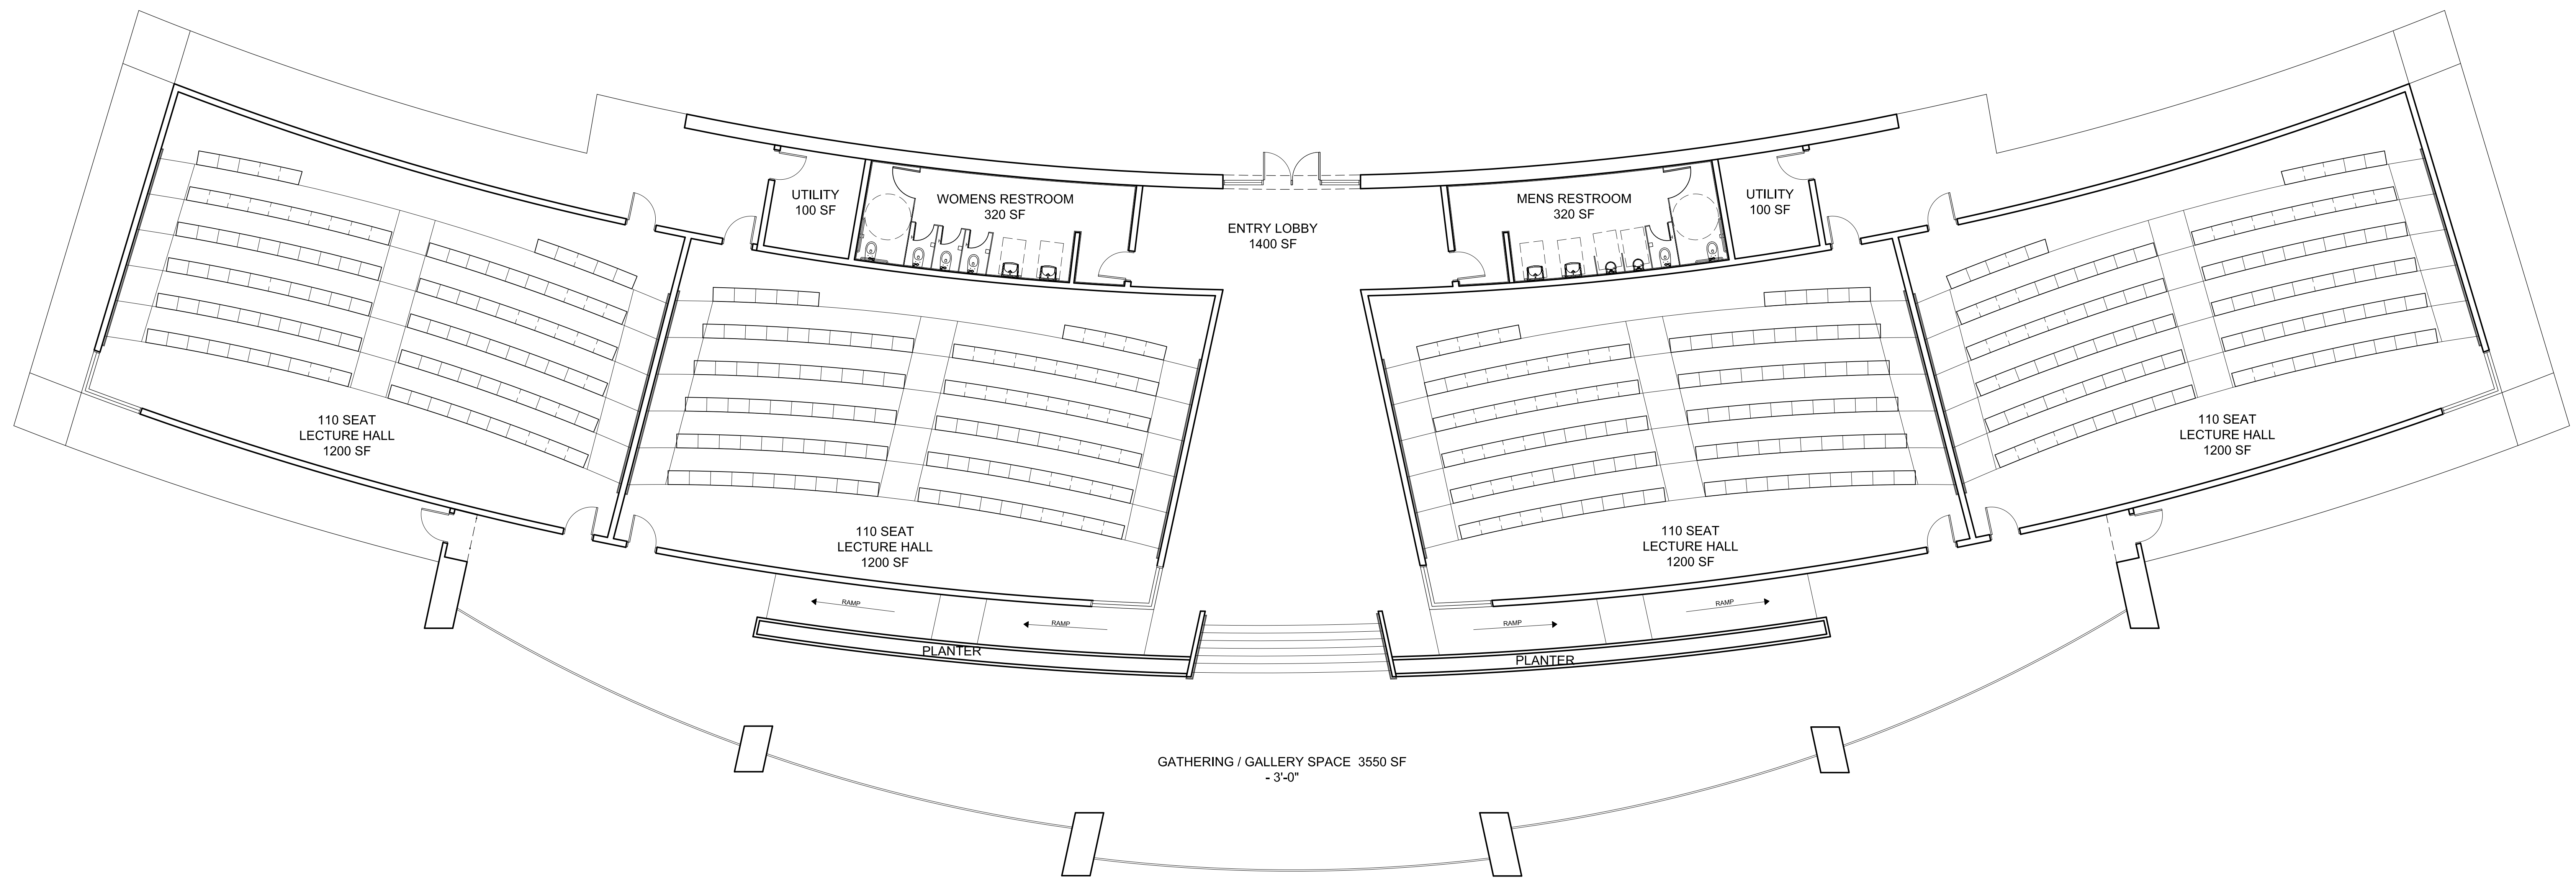 UTILITY
100 SF
WOMENS RESTROOM
320 SF
ENTRY LOBBY
1400 SF
MENS RESTROOM
320 SF
UTILITY
100 SF
110 SEAT
LECTURE HALL
1200 SF
110 SEAT
LECTURE HALL
1200 SF
110 SEAT
LECTURE HALL
1200 SF
110 SEAT
LECTURE HALL
1200 SF
RAMP
RAMP
RAMP
RAMP
PLANTER
PLANTER
GATHERING / GALLERY SPACE 3550 SF
- 3'-0"